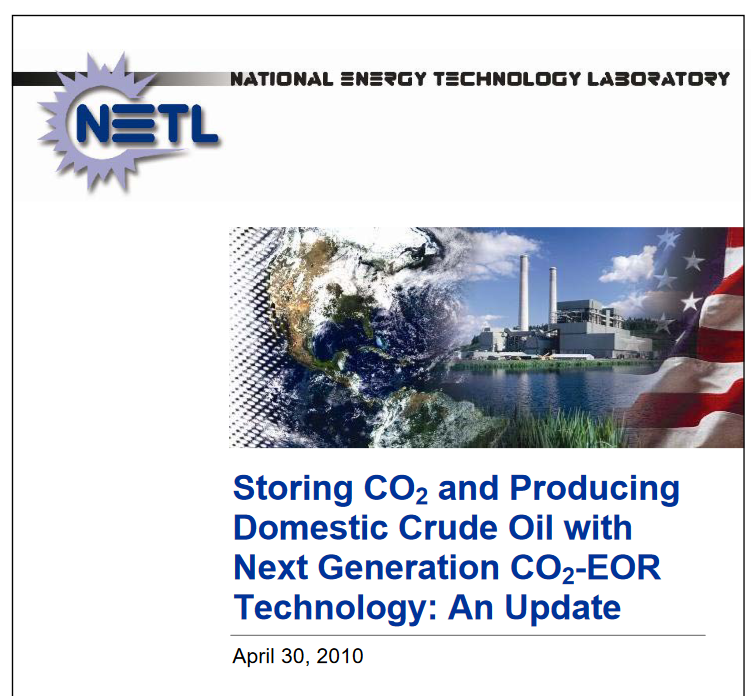 NATIONAL ENERGY TECHNOLOGY LABORATORY
NETL
Storing CO₂ and Producing
Domestic Crude Oil with
Next Generation CO₂-EOR
Technology: An Update
April 30, 2010